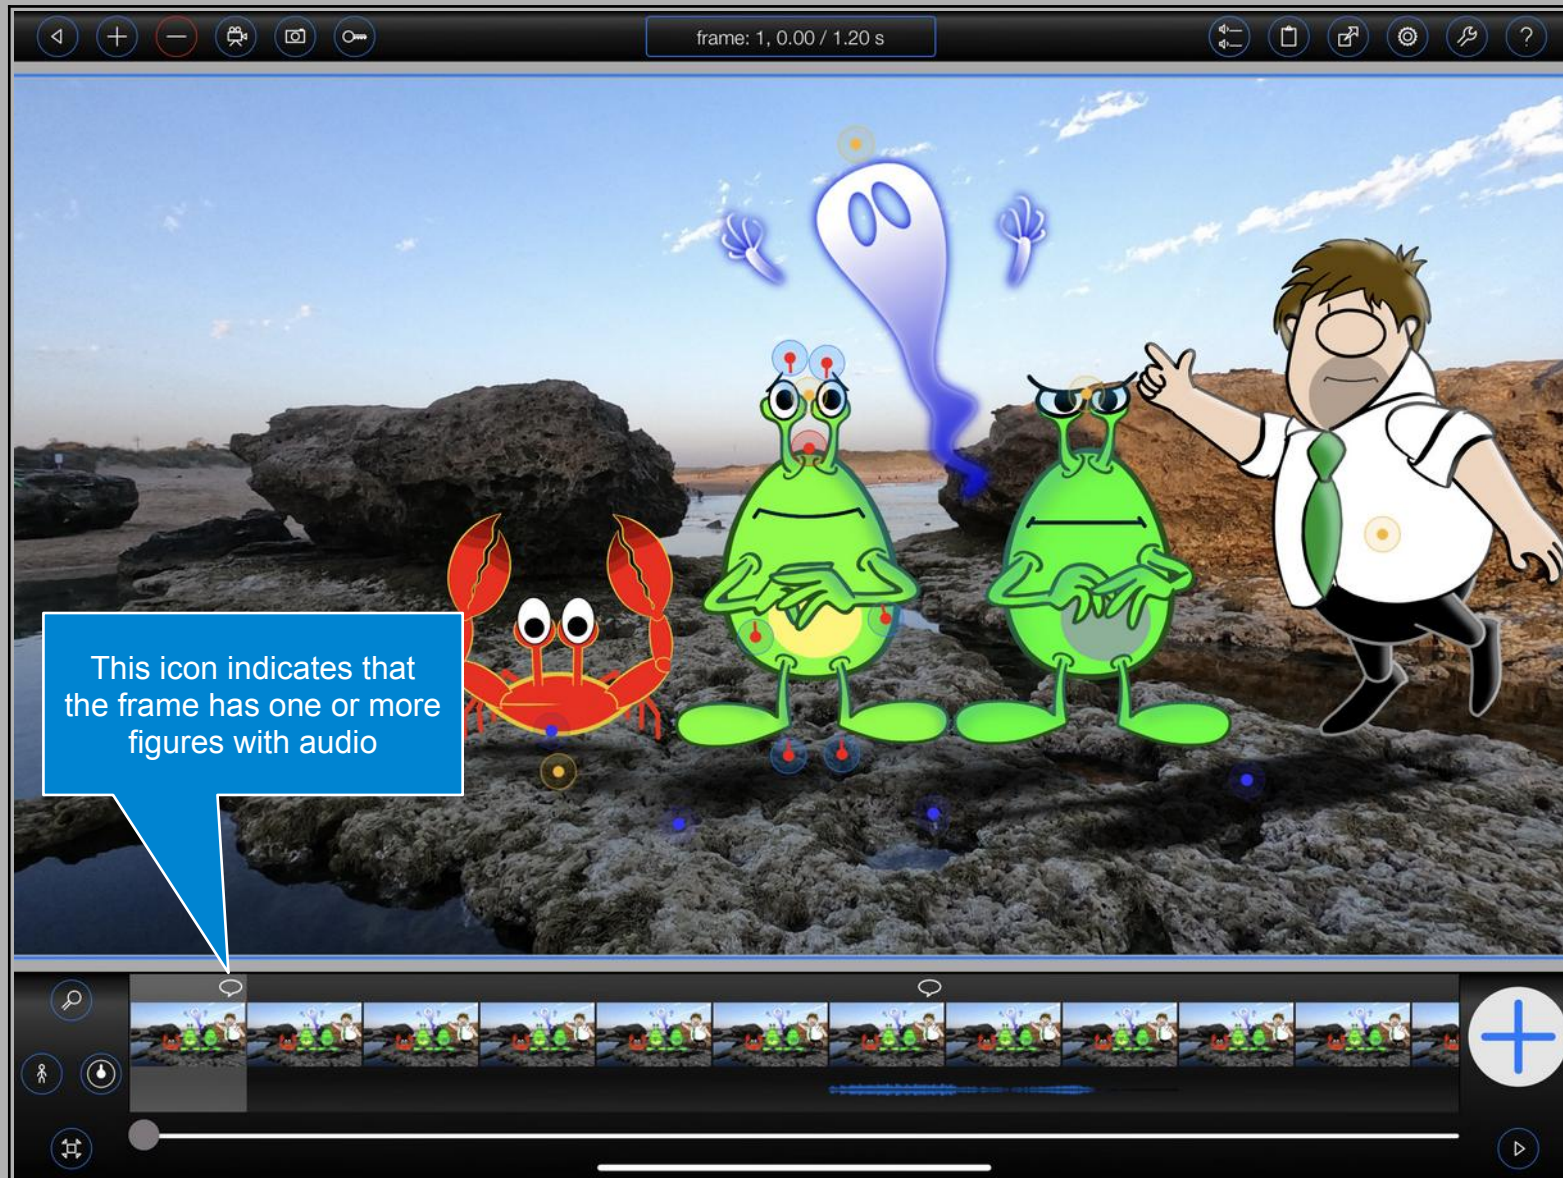 frame: 1, 0.00 / 1.20 s
?
This icon indicates that
the frame has one or more
figures with audio